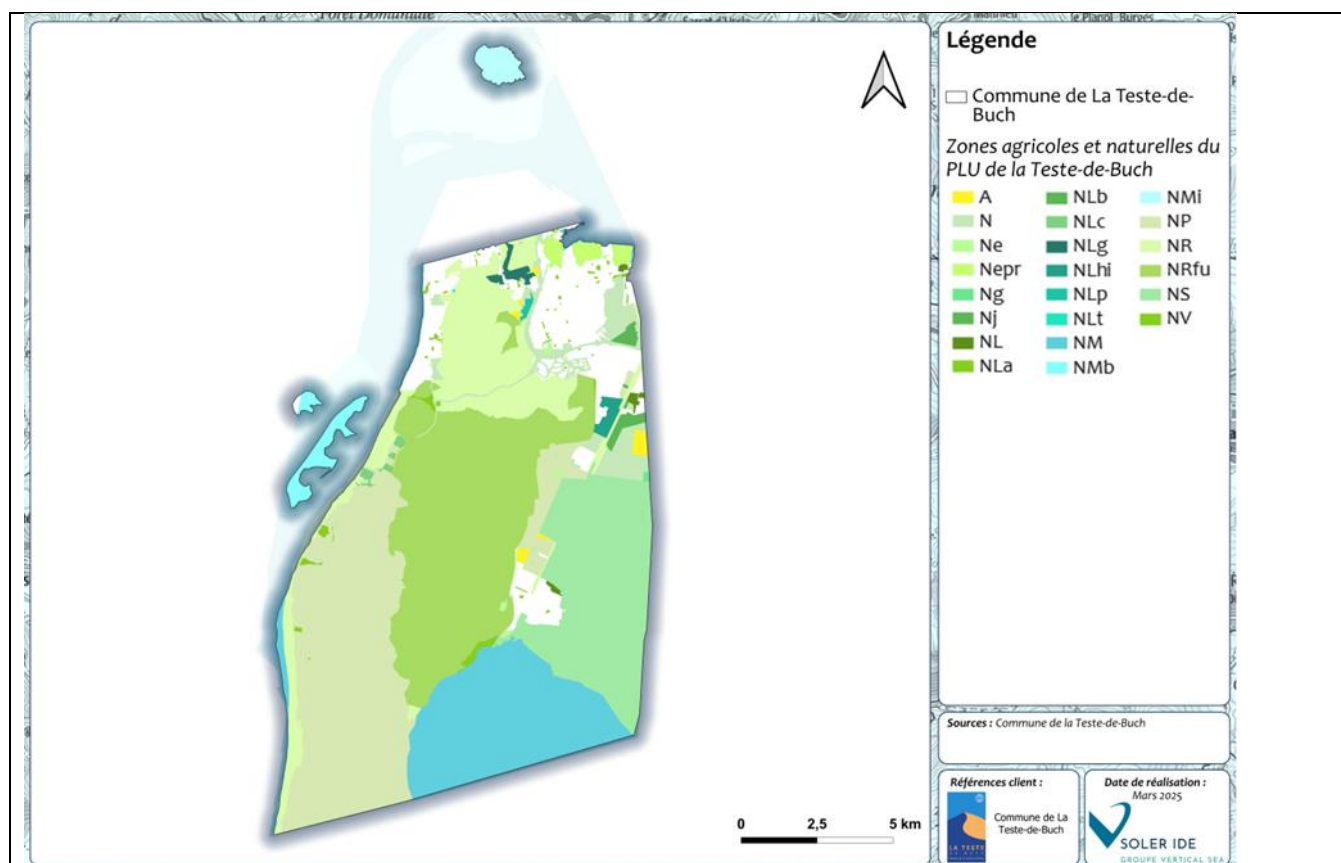 Légende
Commune de La Teste-de-
Buch
Zones agricoles et naturelles du
PLU de la Teste-de-Buch
A
N
Ne
Nepr
Ng
Nj
NL
NLa
NLb
NLc
NLg
NLhi
NLp
NLt
NM
NMb
NMi
NP
NR
NRfu
NS
NV
0 2,5 5 km
Sources : Commune de la Teste-de-Buch
Références client :
Commune de La
Teste-de-Buch
LA TESTE
Date de réalisation :
Mars 2025
SOLER IDE
GROUPE VERTICAL SEA